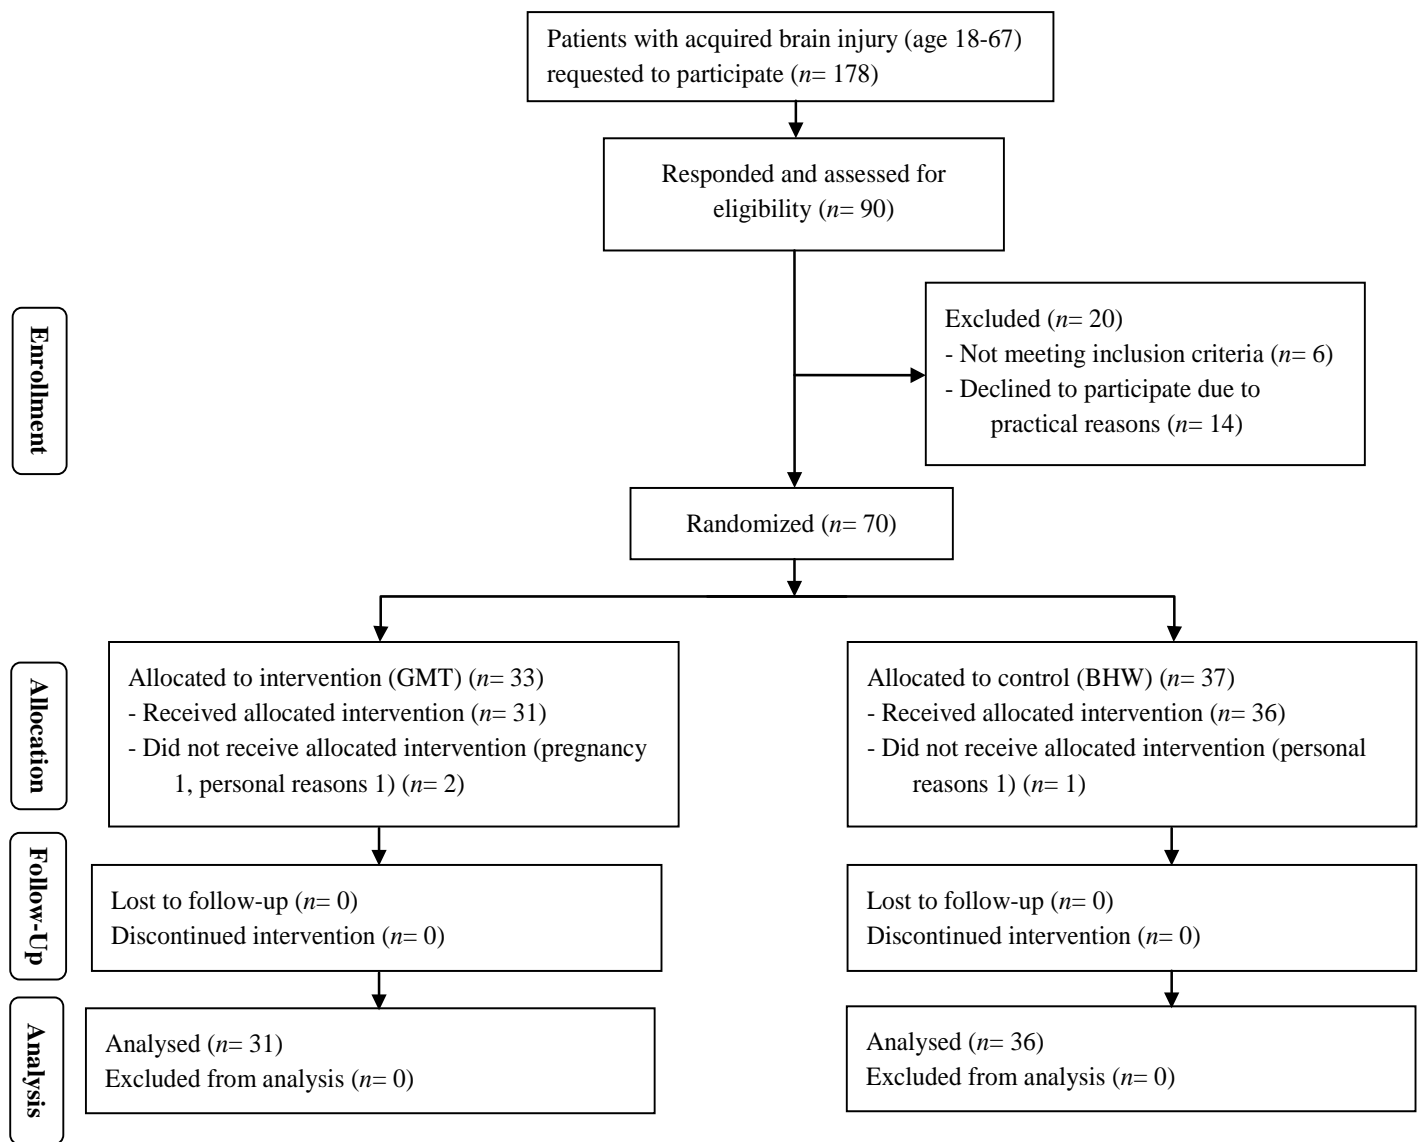 Patients with acquired brain injury (age 18-67)
requested to participate (n= 178)
Responded and assessed for
eligibility (n= 90)
Enrollment
Excluded (n= 20)
- Not meeting inclusion criteria (n= 6)
- Declined to participate due to
practical reasons (n= 14)
Randomized (n= 70)
Allocation
Allocated to intervention (GMT) (n= 33)
- Received allocated intervention (n= 31)
- Did not receive allocated intervention (pregnancy
1, personal reasons 1) (n= 2)
Allocated to control (BHW) (n= 37)
- Received allocated intervention (n= 36)
- Did not receive allocated intervention (personal
reasons 1) (n= 1)
Follow-Up
Lost to follow-up (n= 0)
Discontinued intervention (n= 0)
Lost to follow-up (n= 0)
Discontinued intervention (n= 0)
Analysis
Analysed (n= 31)
Excluded from analysis (n= 0)
Analysed (n= 36)
Excluded from analysis (n= 0)